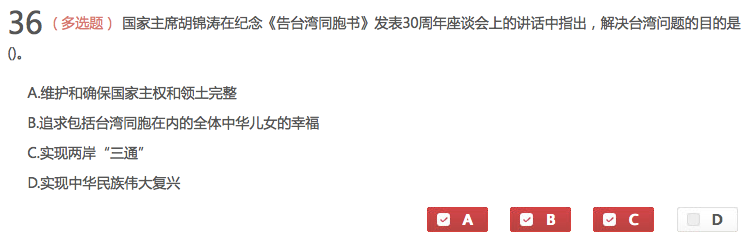 36（多选题）国家主席胡锦涛在纪念《告台湾同胞书》发表30周年座谈会上的讲话中指出，解决台湾问题的目的是
()。
A.维护和确保国家主权和领土完整
B.追求包括台湾同胞在内的全体中华儿女的幸福
C.实现两岸“三通”
D.实现中华民族伟大复兴
A B C D